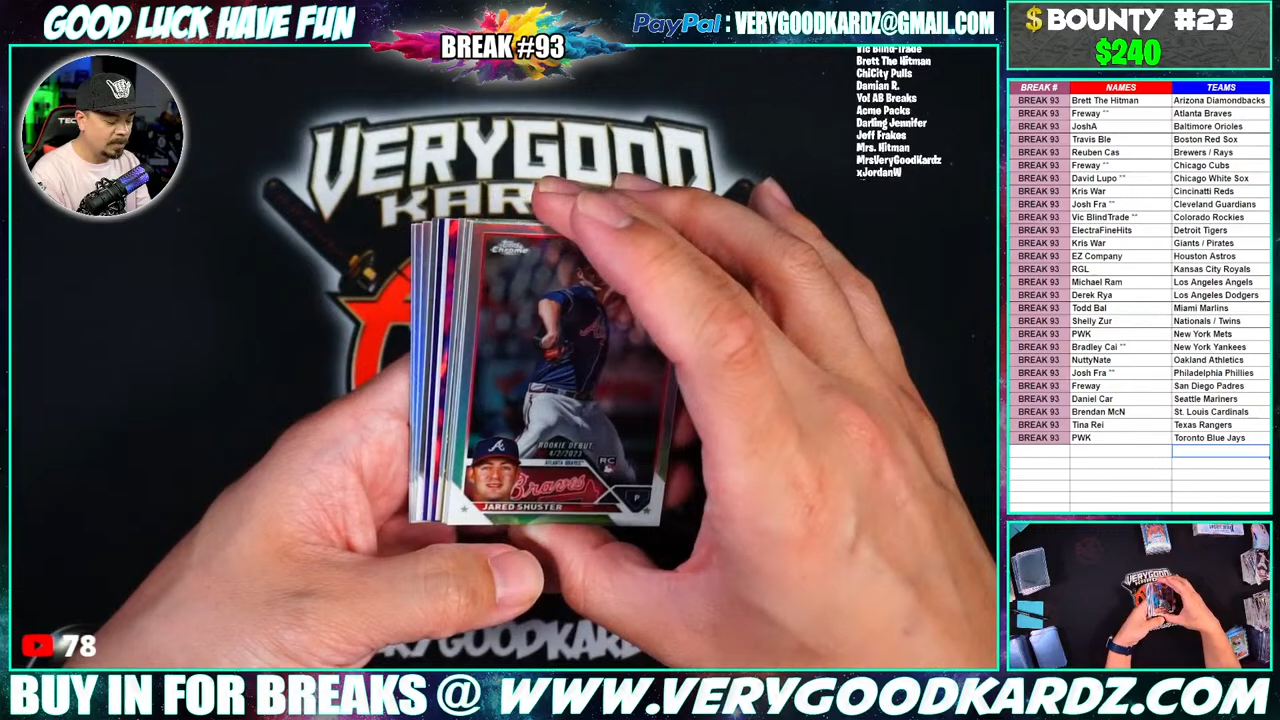 GOOD LUCK HAVE FUN
BREAK #93
PayPal : VERYGOODKARDZ@GMAIL.COM
$ BOUNTY #23
$240
Vic BlindTrade
Brett The Hitman
ChiCity Pulls
Damian R.
Yol AB Breaks
Acme Packs
Darling Jennifer
Jeff Frakes
Mrs. Hitman
MrsVeryGoodKardz
xJordanW
BREAK # NAMES TEAMS
BREAK 93 Brett The Hitman Arizona Diamondbacks
BREAK 93 Freway ** Atlanta Braves
BREAK 93 JoshA Baltimore Orioles
BREAK 93 Travis Ble Boston Red Sox
BREAK 93 Reuben Cas Brewers / Rays
BREAK 93 Freway ** Chicago Cubs
BREAK 93 David Lupo ** Chicago White Sox
BREAK 93 Kris War Cincinatti Reds
BREAK 93 Josh Fra ** Cleveland Guardians
BREAK 93 Vic BlindTrade ** Colorado Rockies
BREAK 93 ElectraFineHits Detroit Tigers
BREAK 93 Kris War Giants / Pirates
BREAK 93 EZ Company Houston Astros
BREAK 93 RGL Kansas City Royals
BREAK 93 Michael Ram Los Angeles Angels
BREAK 93 Derek Rya Los Angeles Dodgers
BREAK 93 Todd Bal Miami Marlins
BREAK 93 Shelly Zur Nationals / Twins
BREAK 93 PWK New York Mets
BREAK 93 Bradley Cai ** New York Yankees
BREAK 93 NuttyNate Oakland Athletics
BREAK 93 Josh Fra ** Philadelphia Phillies
BREAK 93 Freway San Diego Padres
BREAK 93 Daniel Car Seattle Mariners
BREAK 93 Brendan McN St. Louis Cardinals
BREAK 93 Tina Rei Texas Rangers
BREAK 93 PWK Toronto Blue Jays
VERYGOOD
KAR
Topps
Chrome
ROOKIE DEBUT
4/2/2023
ATLANTA BRAVES
RC
A
Braves
P
JARED SHUSTER
78
RYGOODKARD
VERYGOOD
BUY IN FOR BREAKS @ WWW.VERYGOODKARDZ.COM